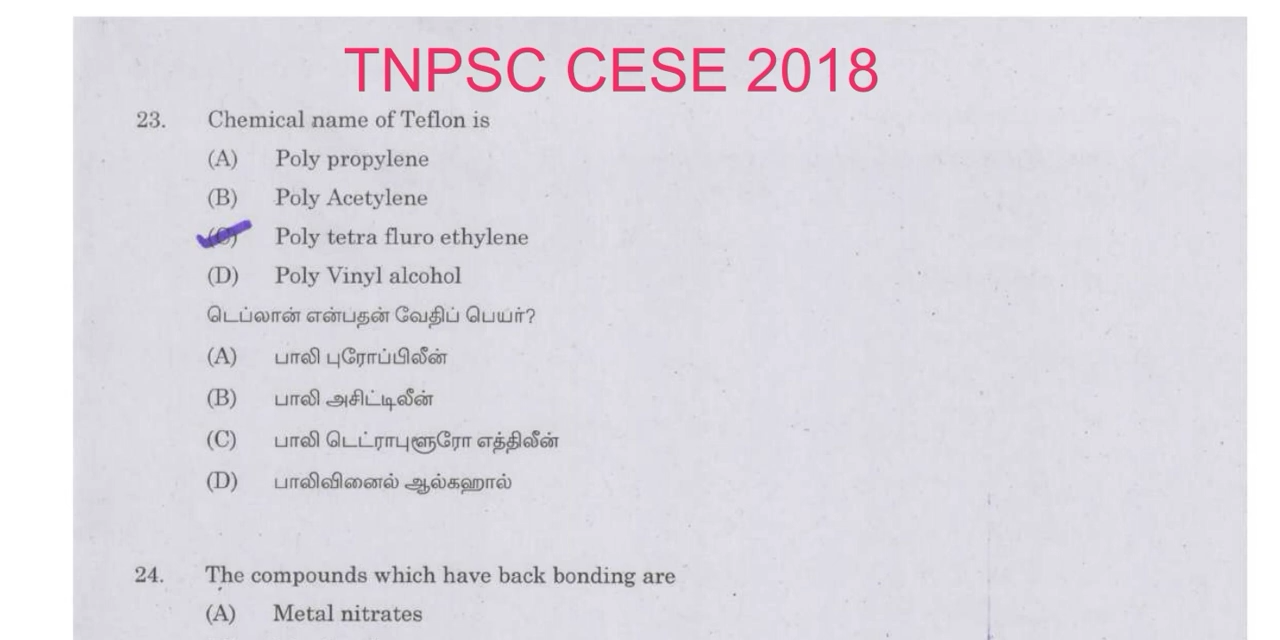 TNPSC CESE 2018
23. Chemical name of Teflon is
(A) Poly propylene
(B) Poly Acetylene
(C) Poly tetra fluro ethylene
(D) Poly Vinyl alcohol
டெப்லான் என்பதன் வேதிப் பெயர்?
(A) பாலி புரோப்பிலீன்
(B) பாலி அசிட்டிலீன்
(C) பாலி டெட்ராபுளூரோ எத்திலீன்
(D) பாலிவினைல் ஆல்கஹால்
24. The compounds which have back bonding are
(A) Metal nitrates